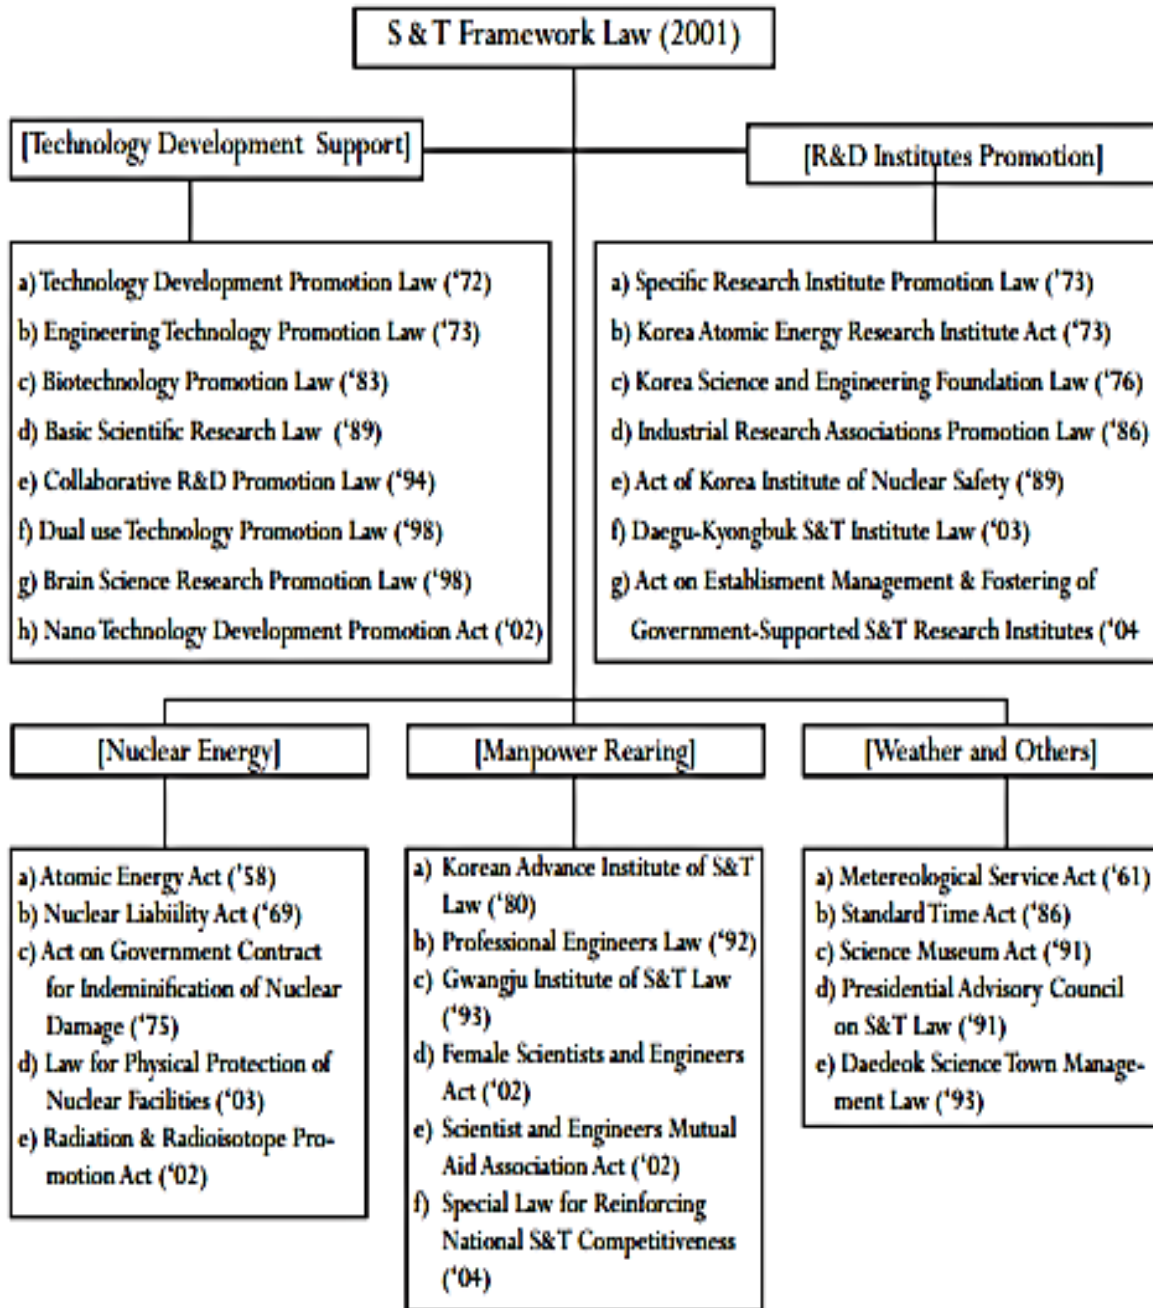 S & T Framework Law (2001)
[Technology Development Support]
[R&D Institutes Promotion]
a) Technology Development Promotion Law (‘72)
b) Engineering Technology Promotion Law (‘73)
c) Biotechnology Promotion Law (‘83)
d) Basic Scientific Research Law (‘89)
e) Collaborative R&D Promotion Law (‘94)
f) Dual use Technology Promotion Law (‘98)
g) Brain Science Research Promotion Law (‘98)
h) Nano Technology Development Promotion Act (‘02)
a) Specific Research Institute Promotion Law (‘73)
b) Korea Atomic Energy Research Institute Act (‘73)
c) Korea Science and Engineering Foundation Law (‘76)
d) Industrial Research Associations Promotion Law (‘86)
e) Act of Korea Institute of Nuclear Safety (‘89)
f) Daegu-Kyongbuk S&T Institute Law (‘03)
g) Act on Establisment Management & Fostering of
Government-Supported S&T Research Institutes (‘04
[Nuclear Energy]
[Manpower Rearing]
[Weather and Others]
a) Atomic Energy Act (‘58)
b) Nuclear Liabiility Act (‘69)
c) Act on Government Contract
for Indeminification of Nuclear
Damage (‘75)
d) Law for Physical Protection of
Nuclear Facilities (‘03)
e) Radiation & Radioisotope Pro-
motion Act (‘02)
a) Korean Advance Institute of S&T
Law (‘80)
b) Professional Engineers Law (‘92)
c) Gwangju Institute of S&T Law
(‘93)
d) Female Scientists and Engineers
Act (‘02)
e) Scientist and Engineers Mutual
Aid Association Act (‘02)
f) Special Law for Reinforcing
National S&T Competitiveness
(‘04)
a) Metereological Service Act (‘61)
b) Standard Time Act (‘86)
c) Science Museum Act (‘91)
d) Presidential Advisory Council
on S&T Law (‘91)
e) Daedeok Science Town Manage-
ment Law (‘93)